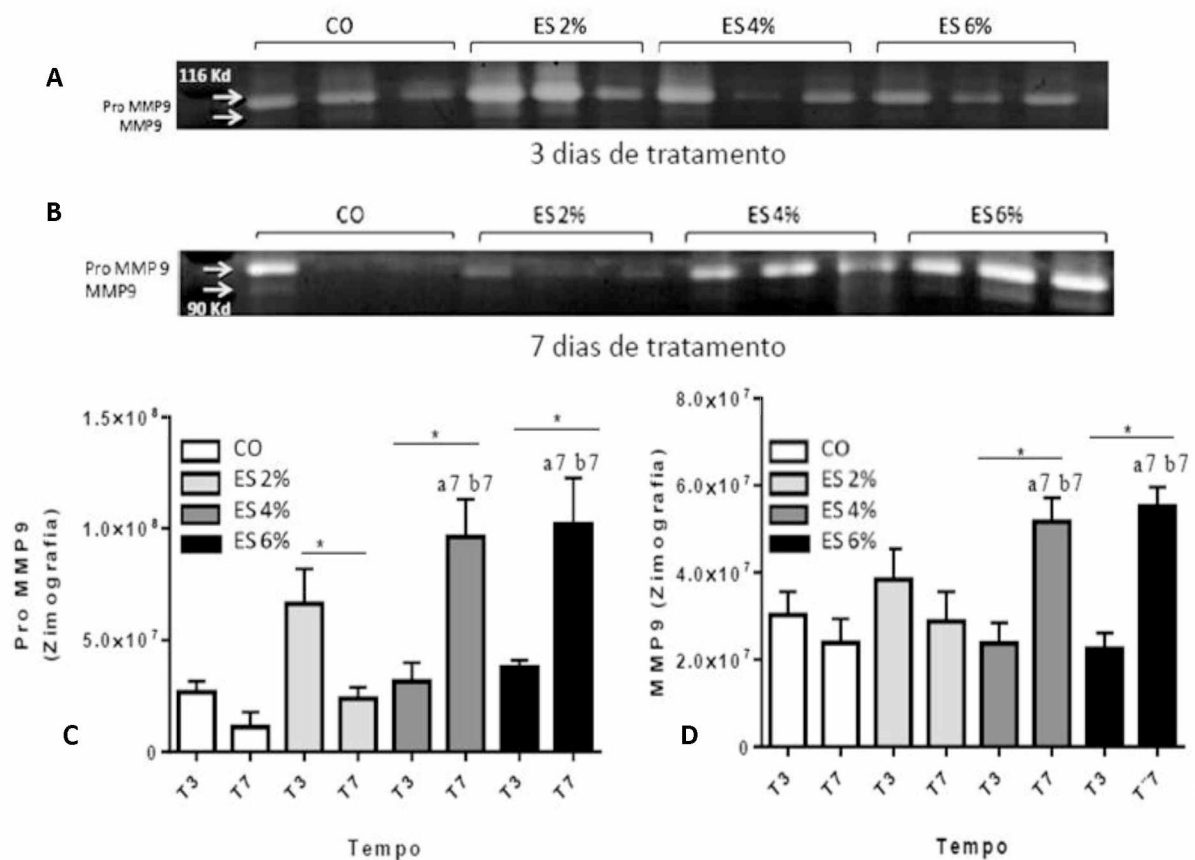 CO ES 2% ES 4% ES 6%
A
116 Kd
Pro MMP9
MMP9
3 dias de tratamento
B
CO ES 2% ES 4% ES 6%
Pro MMP 9
MMP9
90 Kd
7 dias de tratamento
Pro MMP9
(Zimografia)
1.5×10⁸
1.0×10⁸
5.0×10⁷
0
CO
ES 2%
ES 4%
ES 6%
*
*
*
a7 b7
a7 b7
T3 T7 T3 T7 T3 T7 T3 T7
Tempo
C
MMP9 (Zimografia)
8.0×10⁷
6.0×10⁷
4.0×10⁷
2.0×10⁷
0
CO
ES 2%
ES 4%
ES 6%
*
*
a7 b7
a7 b7
T3 T7 T3 T7 T3 T7 T3 T¨7
Tempo
D